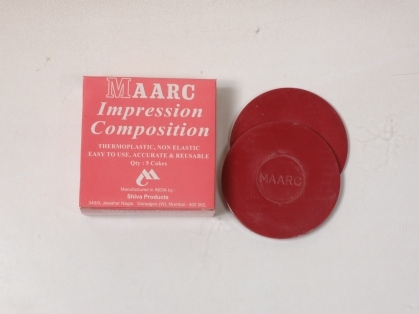 MAARC
Impression
Composition
THERMOPLASTIC, NON ELASTIC
EASY TO USE, ACCURATE & REUSABLE
Qty : 5 Cakes
Manufactured in INDIA by :
Shiva Products
MAARC